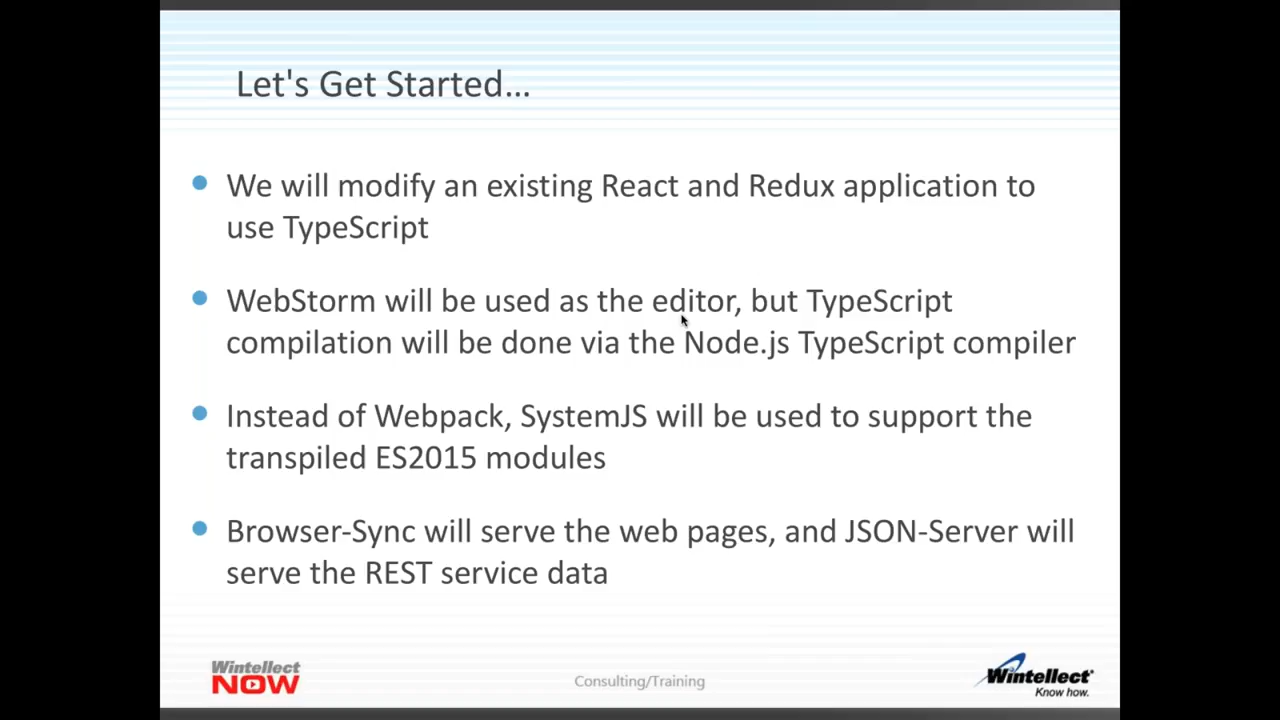 Let's Get Started...
We will modify an existing React and Redux application to
use TypeScript
WebStorm will be used as the editor, but TypeScript
compilation will be done via the Node.js TypeScript compiler
Instead of Webpack, SystemJS will be used to support the
transpiled ES2015 modules
Browser-Sync will serve the web pages, and JSON-Server will
serve the REST service data
Wintellect
NOW
Consulting/Training
Wintellect
Know how.